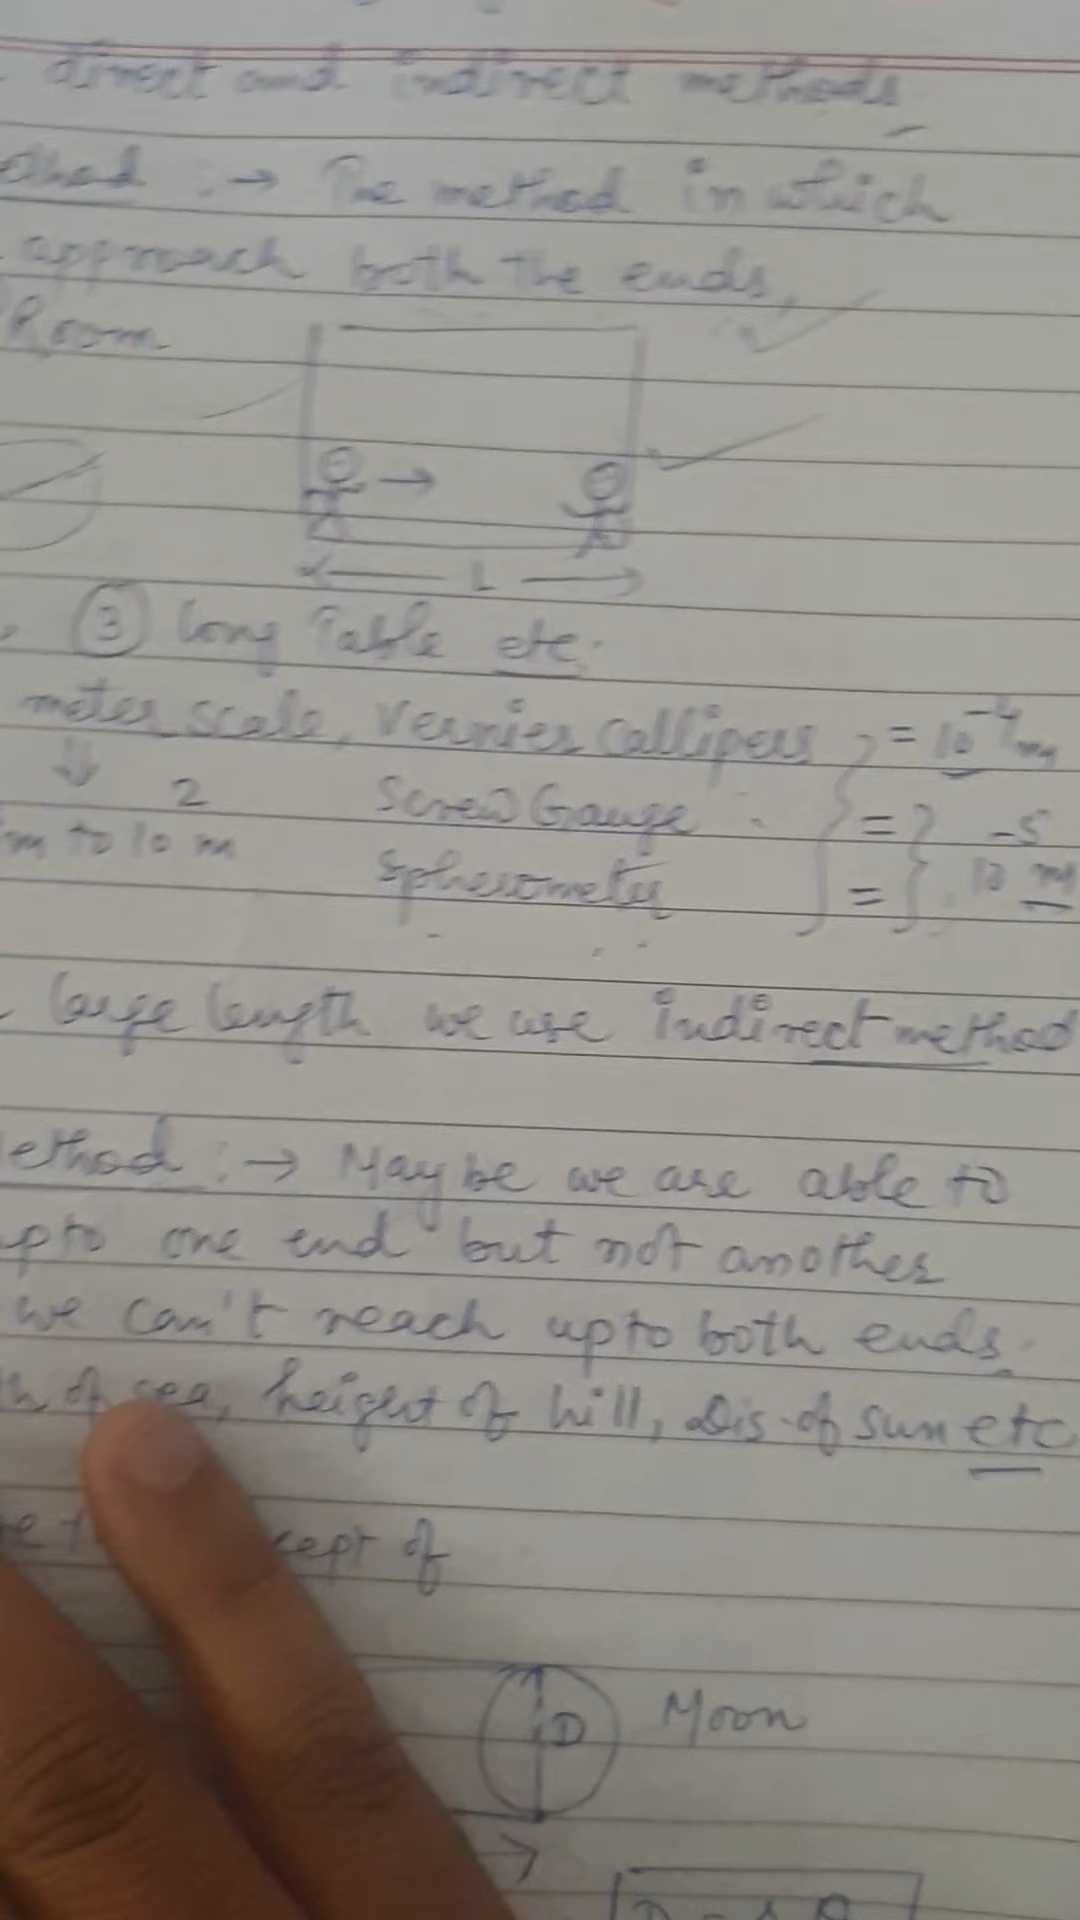 direct and indirect methods
:→ The method in which
approach both the ends,
Room
L
③ long Table etc.
meter scale, Vernier Callipers } = 10⁻⁴ m
⇓ 2 Screw Gauge } = } -5
m to 10 m Spherometer } = } 10 m
large length we use indirect method
ethod :→ May be we are able to
upto one end but not another
we can't reach upto both ends.
of sea, height of hill, Dis. of sun etc
cept of
D Moon